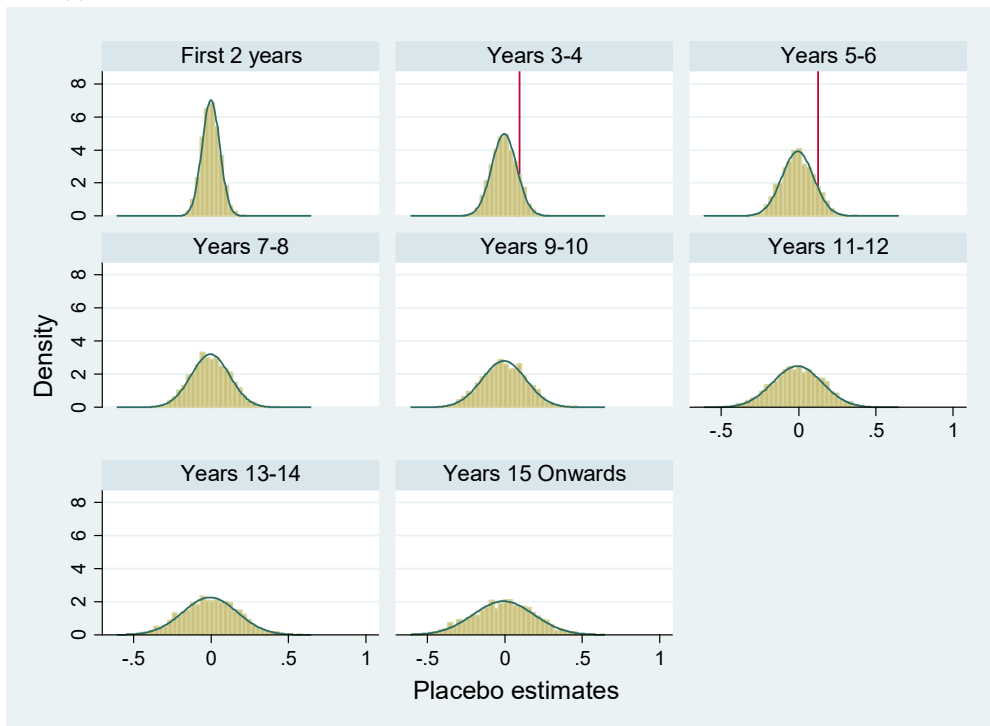 First 2 years
Years 3-4
Years 5-6
8
6
4
2
0
Years 7-8
Years 9-10
Years 11-12
8
6
4
2
0
-.5 0 .5 1
Density
Years 13-14
Years 15 Onwards
8
6
4
2
0
-.5 0 .5 1
-.5 0 .5 1
Placebo estimates